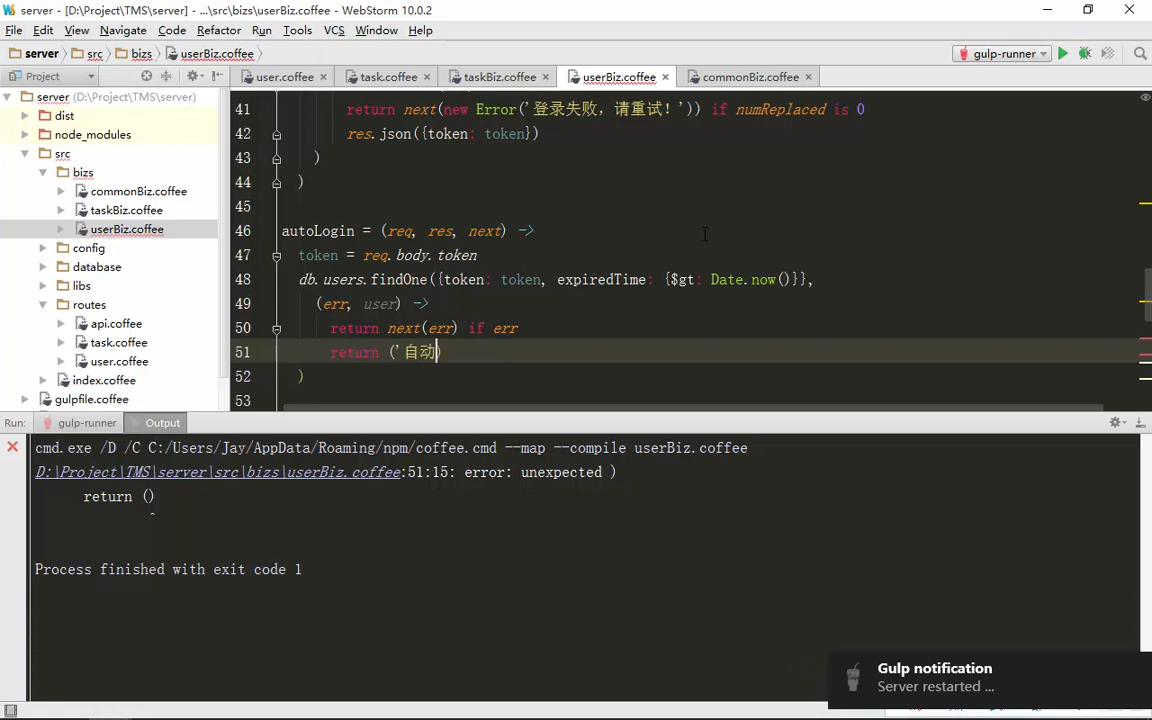 server - [D:\Project\TMS\server] - ...\src\bizs\userBiz.coffee - WebStorm 10.0.2
File Edit View Navigate Code Refactor Run Tools VCS Window Help
server src bizs userBiz.coffee gulp-runner
Project user.coffee task.coffee taskBiz.coffee userBiz.coffee commonBiz.coffee
server (D:\Project\TMS\server)
dist
node_modules
src
bizs
commonBiz.coffee
taskBiz.coffee
userBiz.coffee
config
database
libs
routes
api.coffee
task.coffee
user.coffee
index.coffee
gulpfile.coffee
41 return next(new Error('登录失败, 请重试!')) if numReplaced is 0
42 res.json({token: token})
43 )
44 )
45
46 autoLogin = (req, res, next) ->
47 token = req.body.token
48 db.users.findOne({token: token, expiredTime: {$gt: Date.now()}},
49 (err, user) ->
50 return next(err) if err
51 return ('自动)
52 )
53
Run: gulp-runner Output
cmd.exe /D /C C:/Users/Jay/AppData/Roaming/npm/coffee.cmd --map --compile userBiz.coffee
D:\Project\TMS\server\src\bizs\userBiz.coffee:51:15: error: unexpected )
return ()
^
Process finished with exit code 1
Gulp notification
Server restarted ...